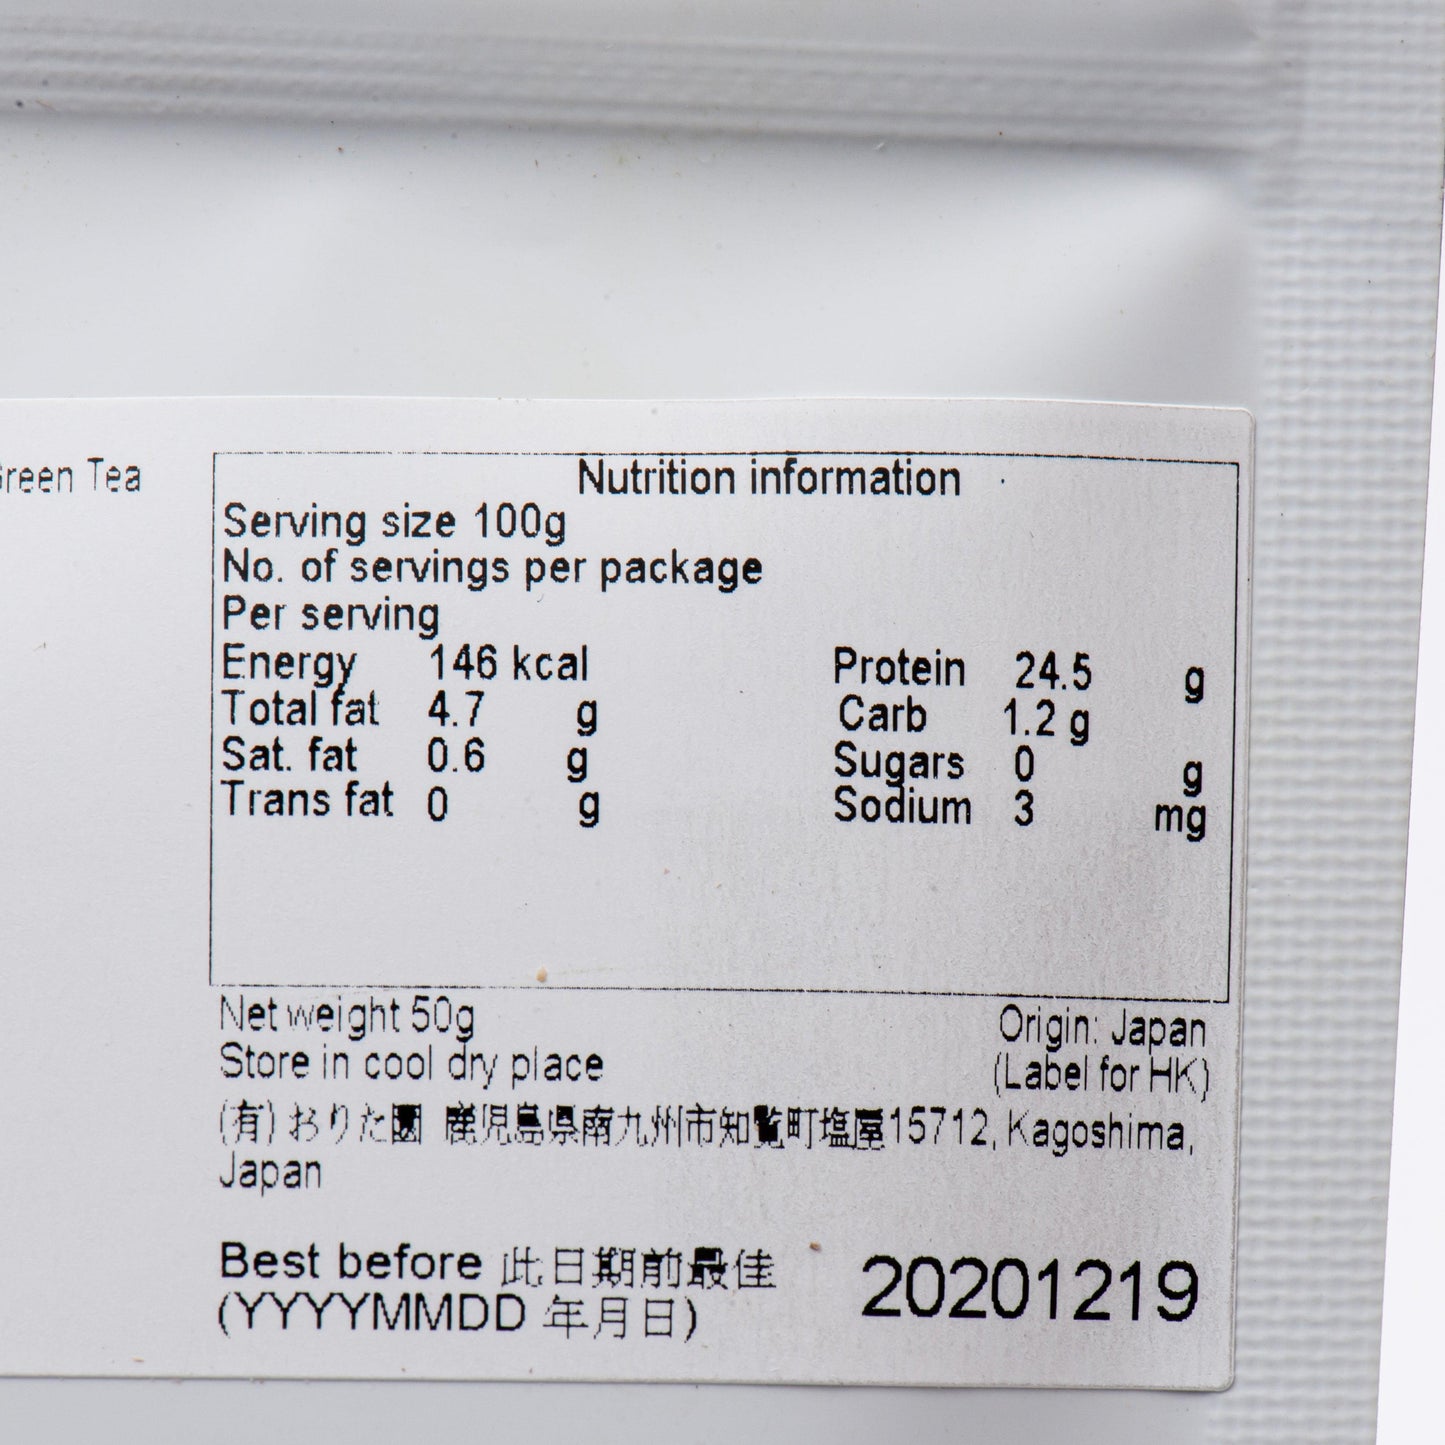 Green Tea
Nutrition information
Serving size 100g
No. of servings per package
Per serving
Energy 146 kcal Protein 24.5 g
Total fat 4.7 g Carb 1.2 g
Sat. fat 0.6 g Sugars 0 g
Trans fat 0 g Sodium 3 mg
Net weight 50g Origin: Japan
Store in cool dry place (Label for HK)
(有) おりた園 鹿児島県南九州市知覧町塩屋15712, Kagoshima,
Japan
Best before 此日期前最佳 20201219
(YYYYMMDD 年月日)